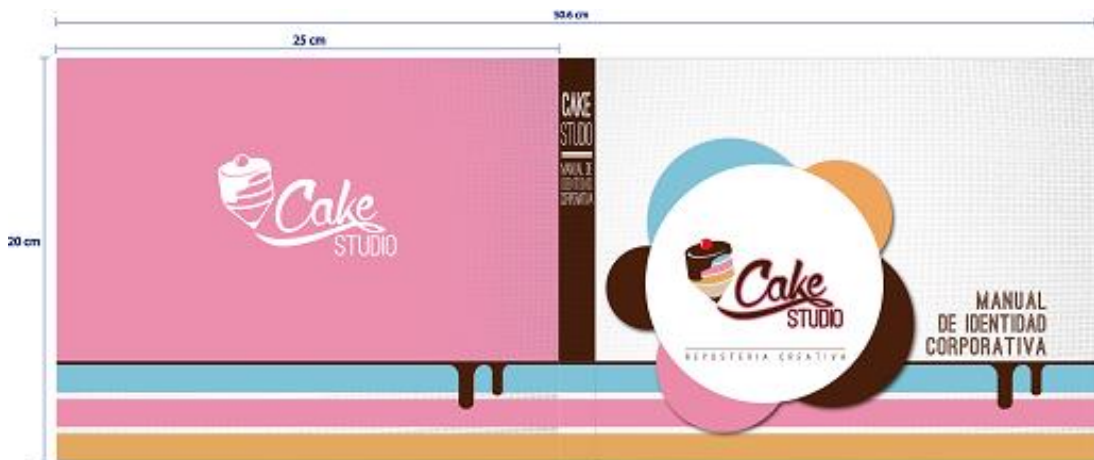 50.6 cm
25 cm
20 cm
Cake
STUDIO
CAKE
STUDIO
MANUAL DE
IDENTIDAD
CORPORATIVA
Cake
STUDIO
REPOSTERIA CREATIVA
MANUAL
DE IDENTIDAD
CORPORATIVA